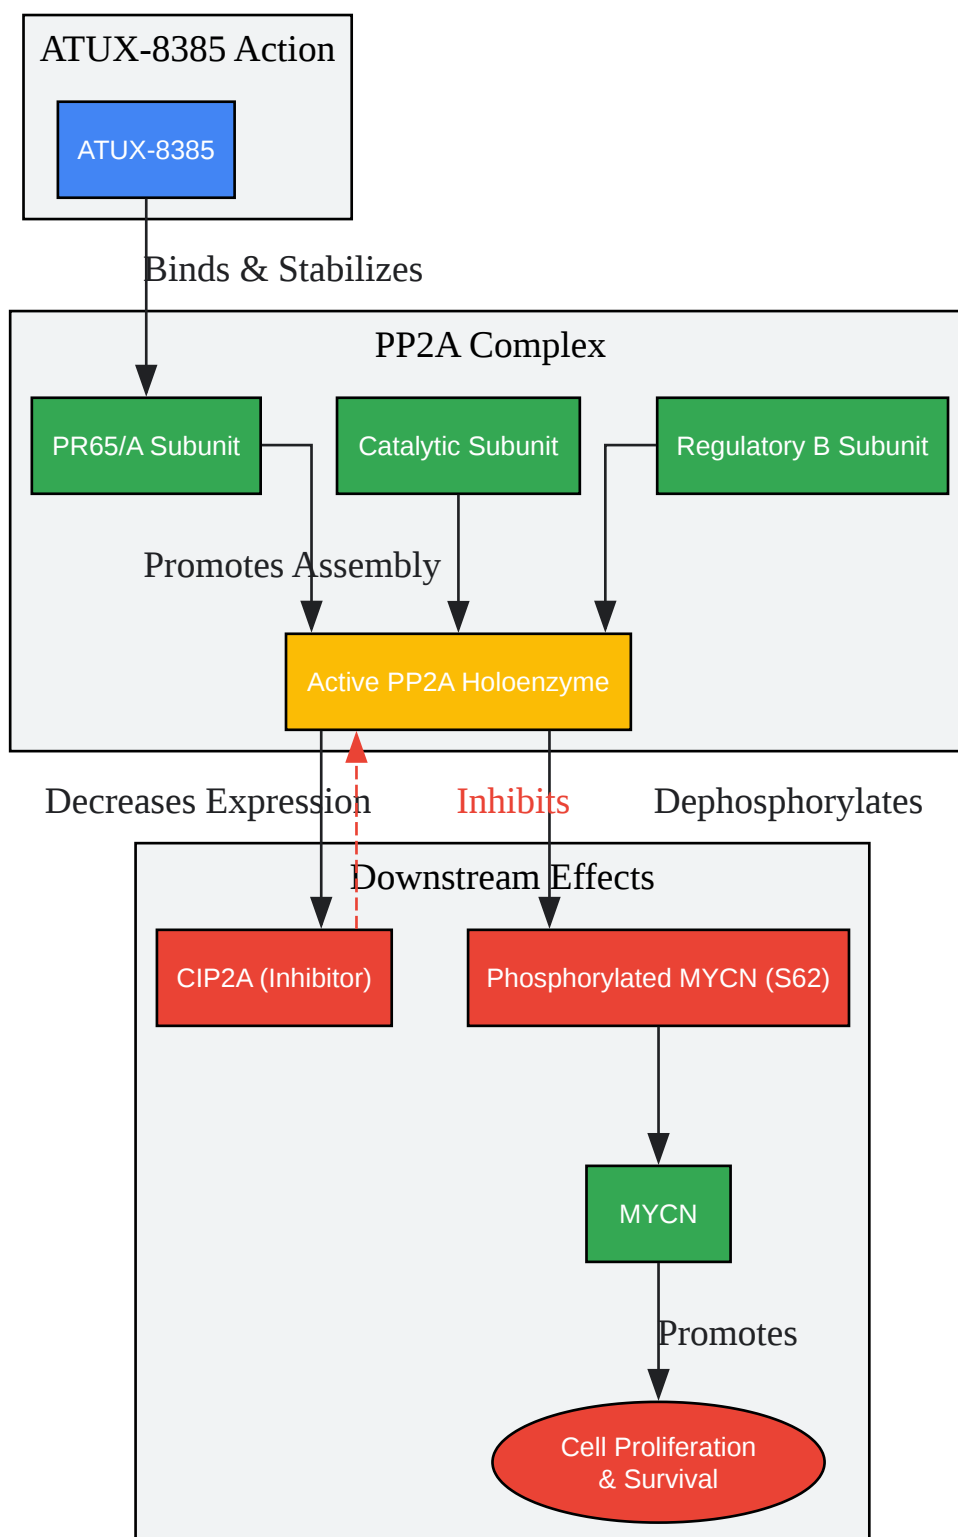 ATUX-8385 Action
ATUX-8385
Binds & Stabilizes
PP2A Complex
PR65/A Subunit
Catalytic Subunit
Regulatory B Subunit
Promotes Assembly
Active PP2A Holoenzyme
Decreases Expression
Inhibits
Dephosphorylates
Downstream Effects
CIP2A (Inhibitor)
Phosphorylated MYCN (S62)
MYCN
Promotes
Cell Proliferation
& Survival